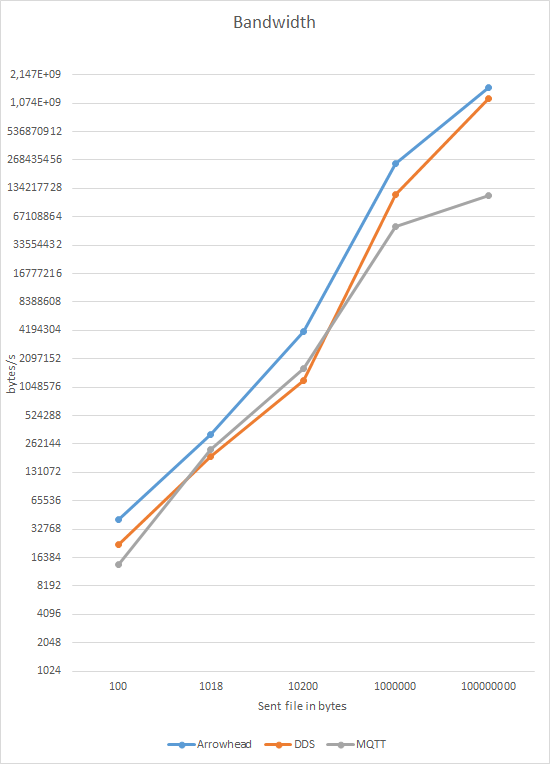 Bandwidth
2,147E+09
1,074E+09
536870912
268435456
134217728
67108864
33554432
16777216
8388608
4194304
2097152
1048576
524288
262144
131072
65536
32768
16384
8192
4096
2048
1024
bytes/s
100 1018 10200 1000000 100000000
Sent file in bytes
Arrowhead DDS MQTT